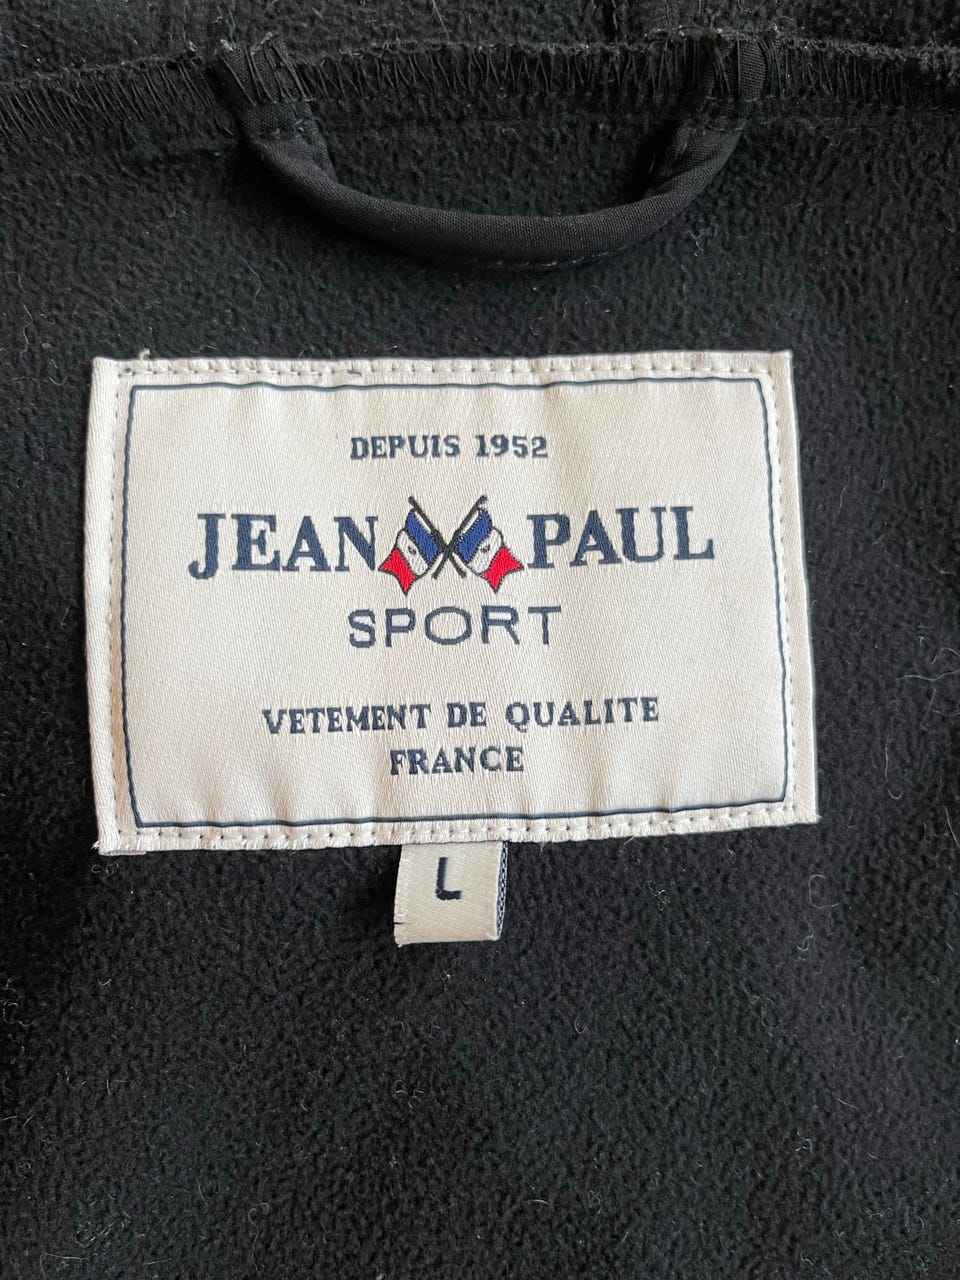 DEPUIS 1952
JEAN PAUL
SPORT
VETEMENT DE QUALITE
FRANCE
L